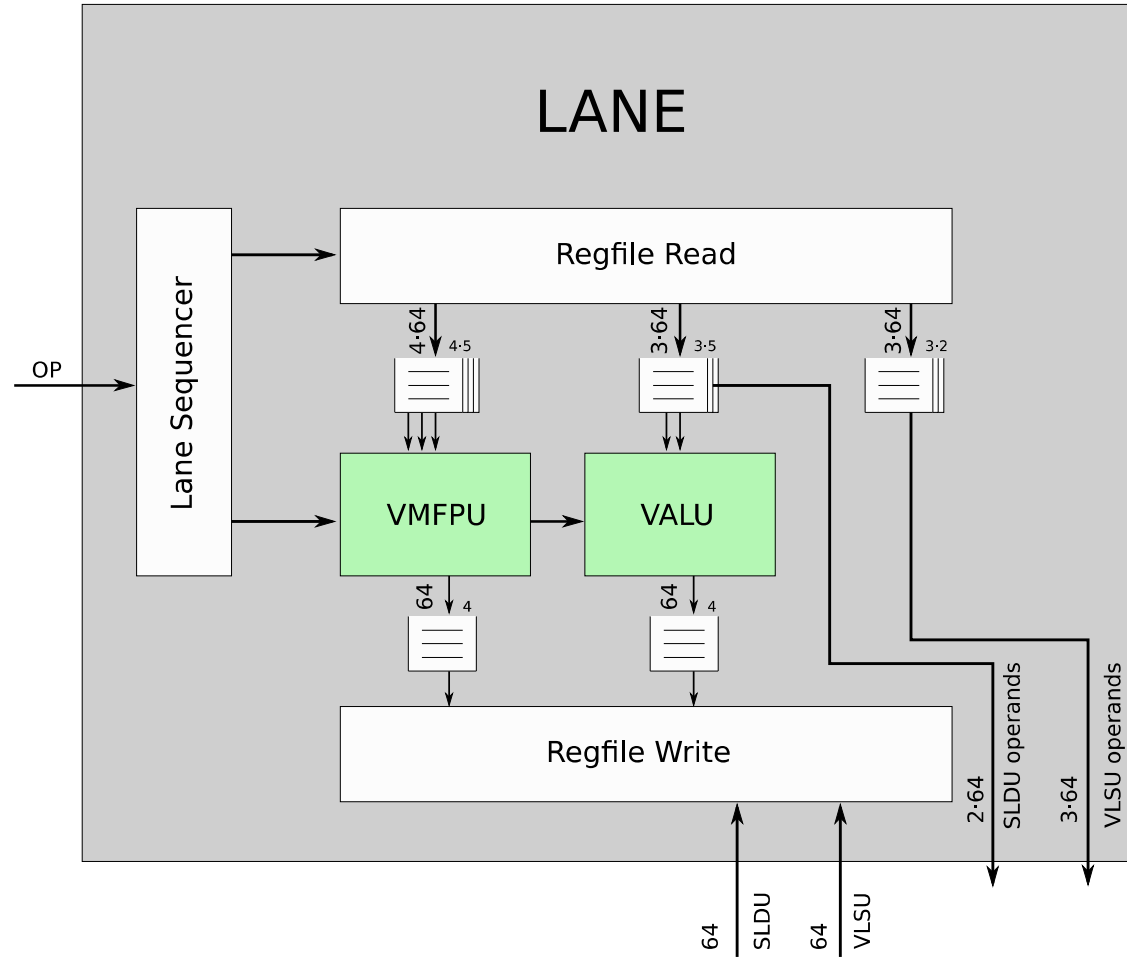 LANE
Regfile Read
Lane Sequencer
OP
4·64
4·5
3·64
3·5
3·64
3·2
VMFPU
VALU
64
4
64
4
Regfile Write
2·64
SLDU operands
3·64
VLSU operands
64
SLDU
64
VLSU